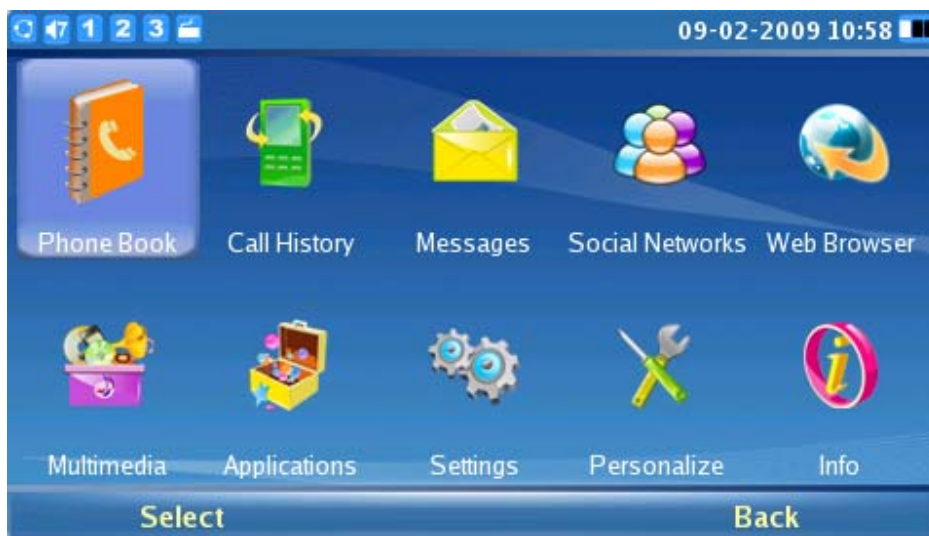 7 1 2 3 09-02-2009 10:58
Phone Book Call History Messages Social Networks Web Browser
Multimedia Applications Settings Personalize Info
Select Back